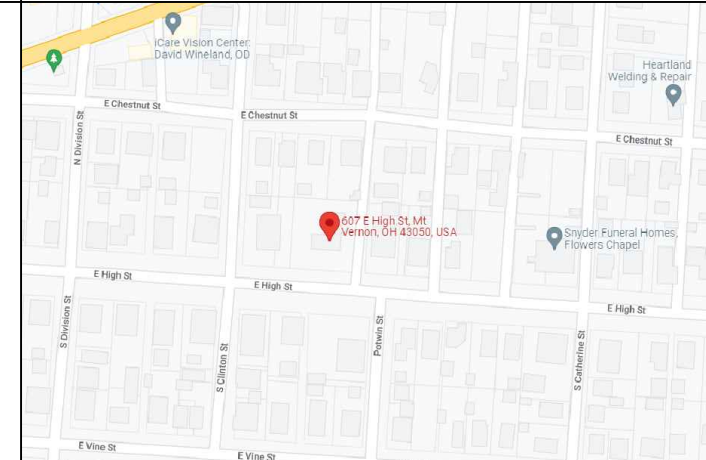 iCare Vision Center:
David Wineland, OD
Heartland
Welding & Repair
E Chestnut St
E Chestnut St
E Chestnut St
N Division St
607 E High St, Mt
Vernon, OH 43050, USA
Snyder Funeral Homes,
Flowers Chapel
E High St
E High St
E High St
S Division St
S Clinton St
Potwin St
S Catherine St
E Vine St
E Vine St